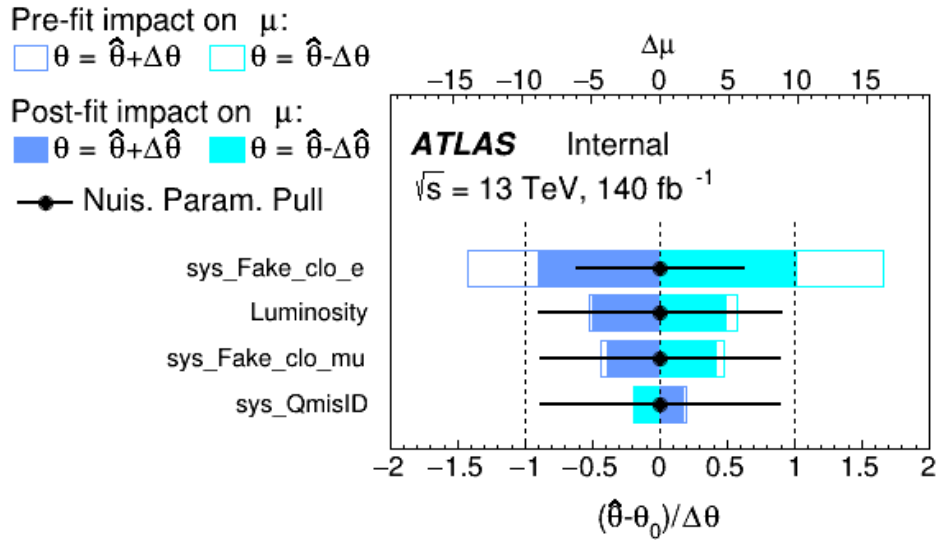 Pre-fit impact on μ:
θ = θ̂+Δθ θ = θ̂-Δθ
Post-fit impact on μ:
θ = θ̂+Δθ̂ θ = θ̂-Δθ̂
Nuis. Param. Pull
Δμ
−15 −10 −5 0 5 10 15
ATLAS Internal
√s = 13 TeV, 140 fb⁻¹
sys_Fake_clo_e
Luminosity
sys_Fake_clo_mu
sys_QmisID
−2 −1.5 −1 −0.5 0 0.5 1 1.5 2
(θ̂-θ₀)/Δθ